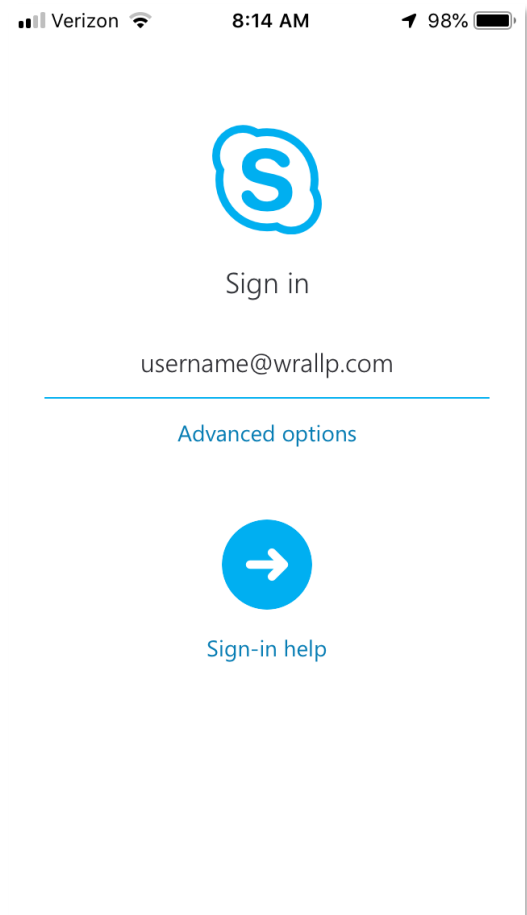 Verizon 8:14 AM 98%
S
Sign in
username@wrallp.com
Advanced options
Sign-in help